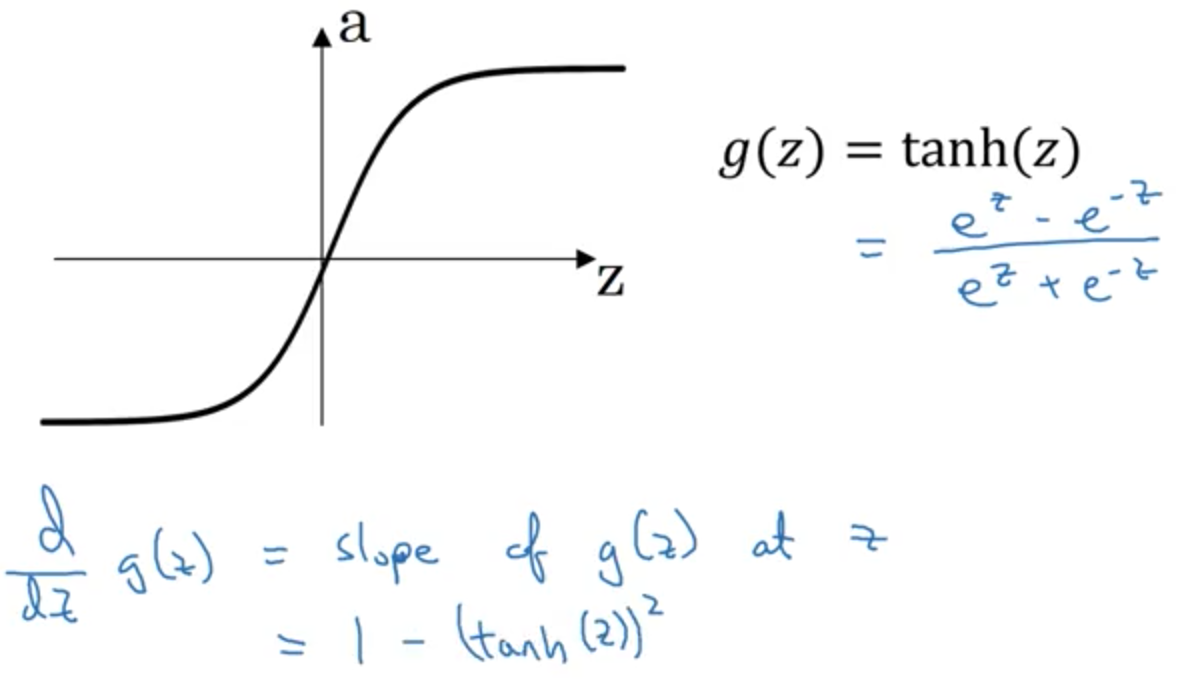 a
z
g(z) = tanh(z)
= (e^z - e^-z) / (e^z + e^-z)
d/dz g(z) = slope of g(z) at z
= 1 - (tanh(z))^2